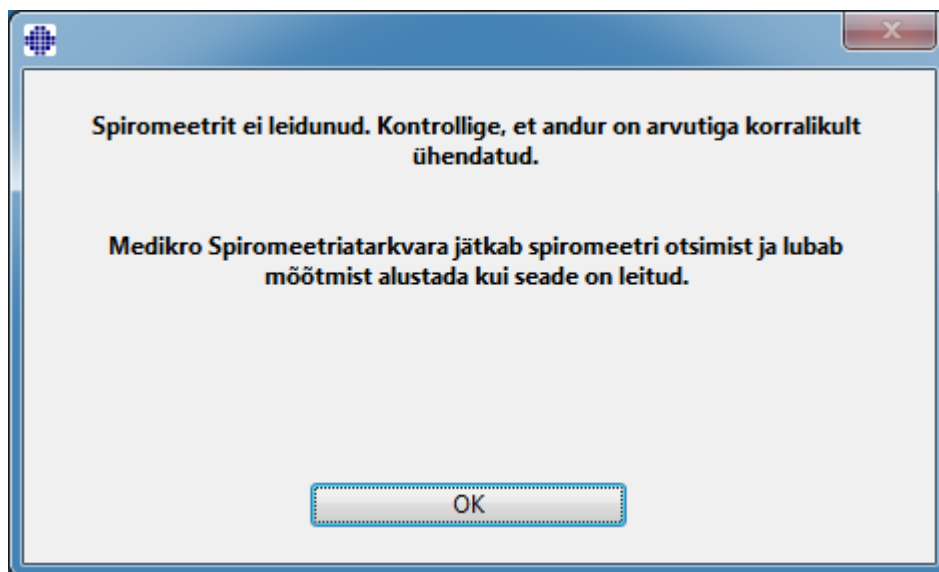 Spiromeetrit ei leidunud. Kontrollige, et andur on arvutiga korralikult
ühendatud.
Medikro Spiromeetriatarkvara jätkab spiromeetri otsimist ja lubab
mõõtmist alustada kui seade on leitud.
OK